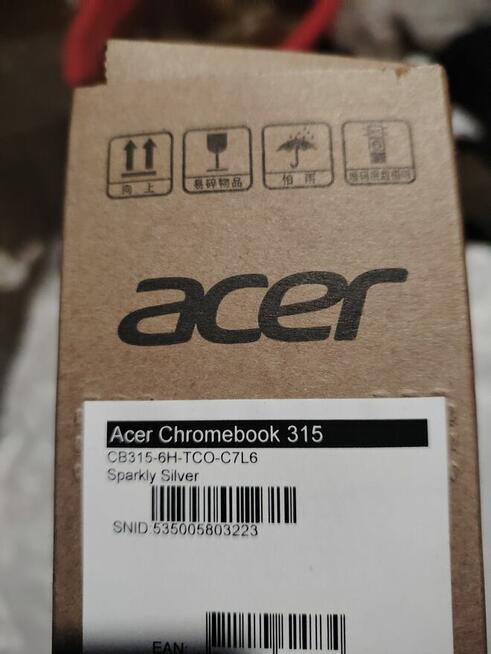 向上
易碎物品
怕雨
acer
Acer Chromebook 315
CB315-6H-TCO-C7L6
Sparkly Silver
SNID:535005803223
EAN: